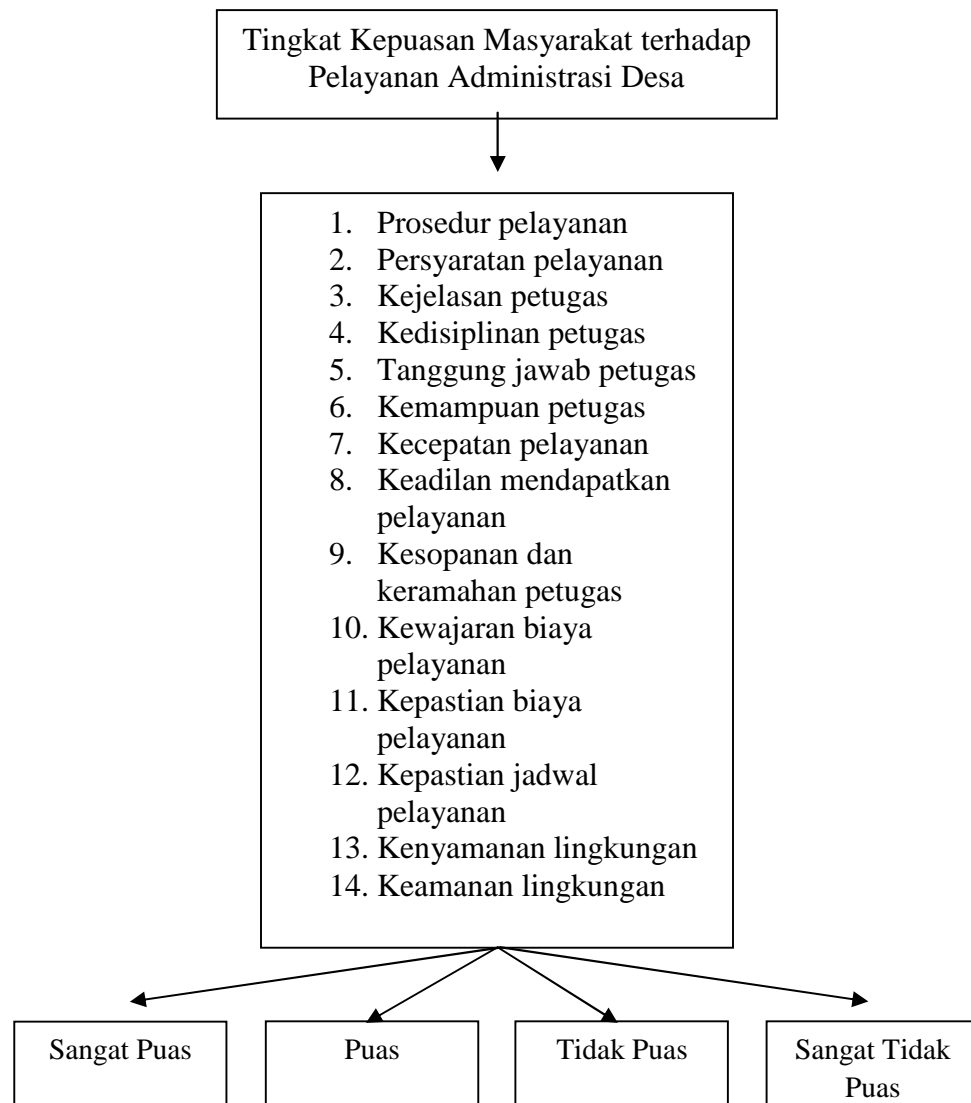 Tingkat Kepuasan Masyarakat terhadap
Pelayanan Administrasi Desa
1. Prosedur pelayanan
2. Persyaratan pelayanan
3. Kejelasan petugas
4. Kedisiplinan petugas
5. Tanggung jawab petugas
6. Kemampuan petugas
7. Kecepatan pelayanan
8. Keadilan mendapatkan
pelayanan
9. Kesopanan dan
keramahan petugas
10. Kewajaran biaya
pelayanan
11. Kepastian biaya
pelayanan
12. Kepastian jadwal
pelayanan
13. Kenyamanan lingkungan
14. Keamanan lingkungan
Sangat Puas
Puas
Tidak Puas
Sangat Tidak
Puas